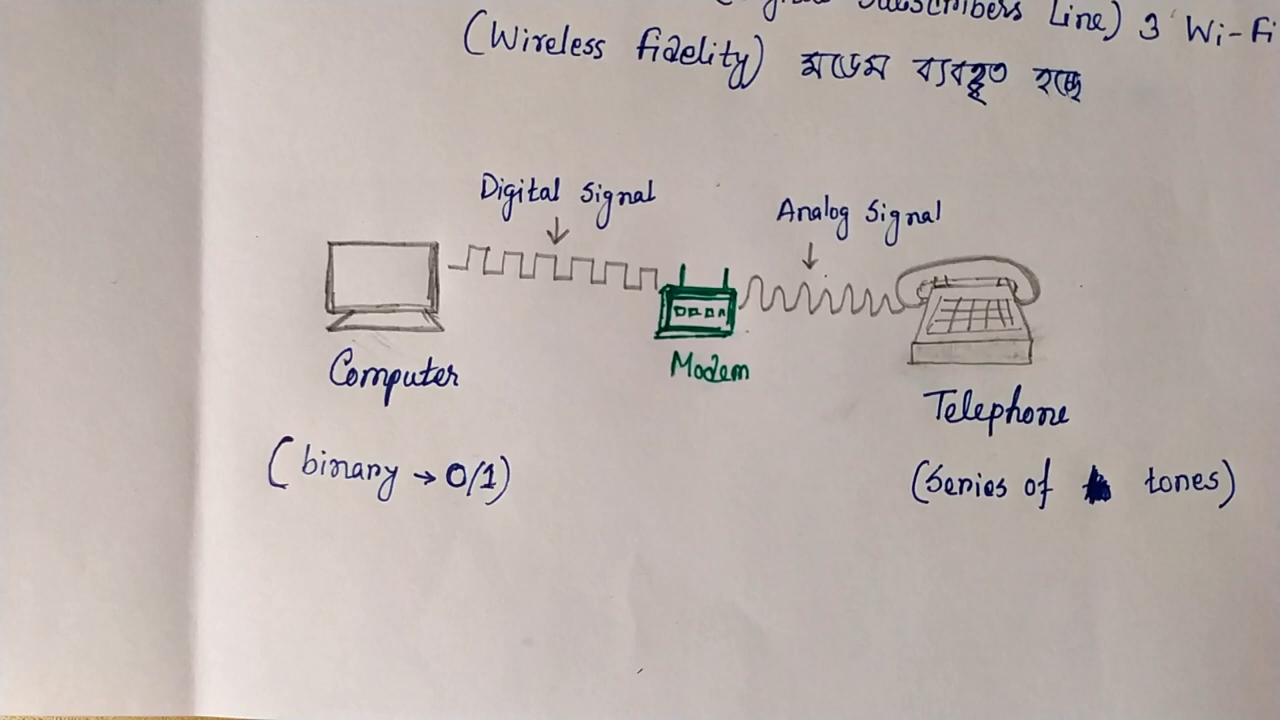 Subscribers Line) ও Wi-Fi
(Wireless fidelity) মডেম ব্যবহৃত হচ্ছে
Digital Signal
Analog Signal
Computer
Modem
Telephone
(binary → 0/1)
(Series of tones)